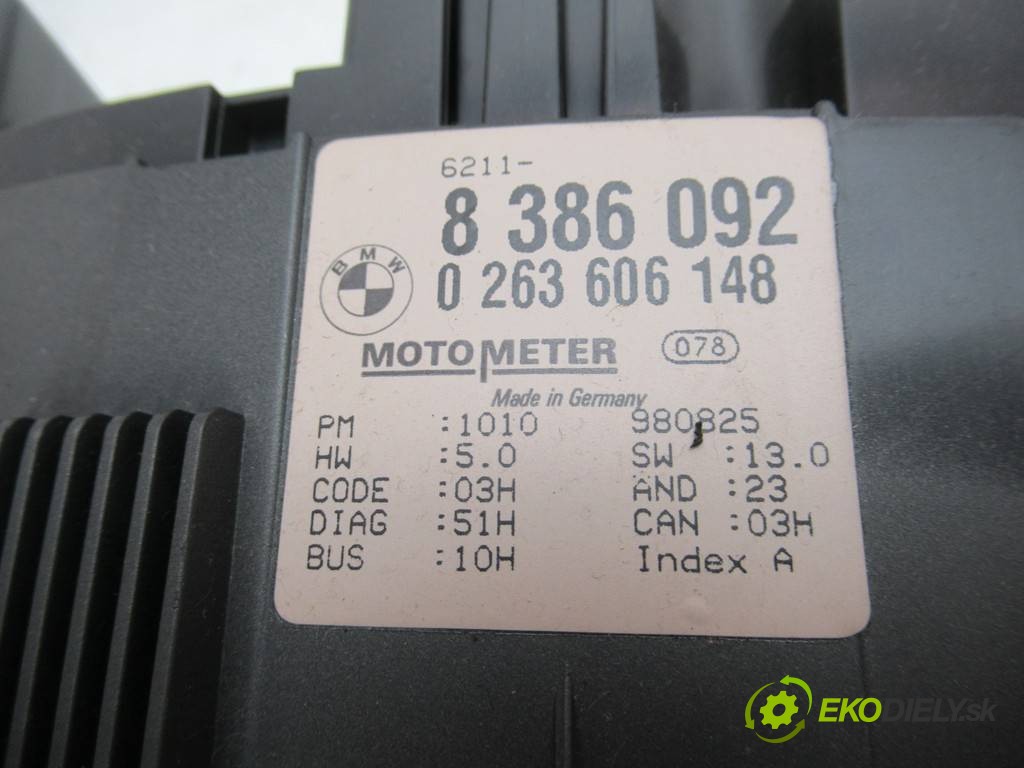 6211-
8 386 092
BMW
0 263 606 148
MOTOMETER
078
Made in Germany
PM :1010 980825
HW :5.0 SW :13.0
CODE :03H AND :23
DIAG :51H CAN :03H
BUS :10H Index A
EKODIELY.sk